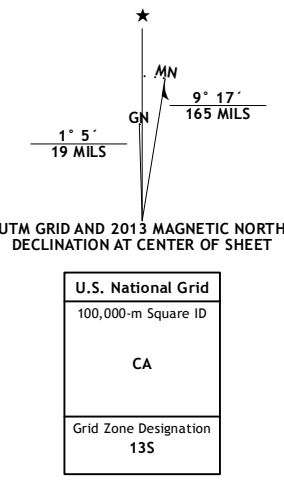 ★
MN
GN
9° 17´
165 MILS
1° 5´
19 MILS
UTM GRID AND 2013 MAGNETIC NORTH
DECLINATION AT CENTER OF SHEET
U.S. National Grid
100,000-m Square ID
CA
Grid Zone Designation
13S